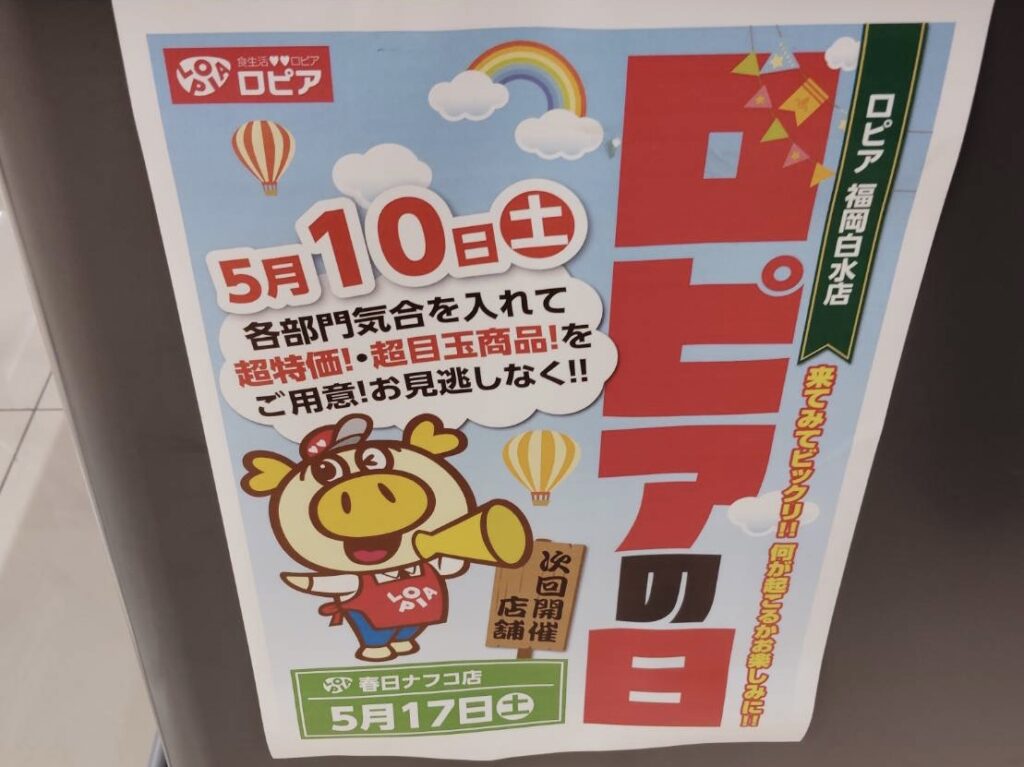 LOPIA
食生活♥♥ロピア
ロピア
ロピアの日
ロピア 福岡白水店
来てみてビックリ!!何が起こるかお楽しみに!!
5月10日土
各部門気合を入れて
超特価!・超目玉商品!を
ご用意!お見逃しなく!!
LOPIA
次回開催
店舗
LOPIA 春日ナフコ店
5月17日土